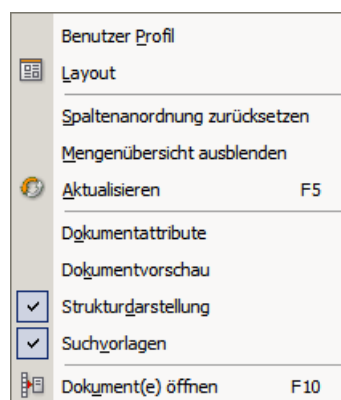 Benutzer Profil
Layout
Spaltenanordnung zurücksetzen
Mengenübersicht ausblenden
Aktualisieren F5
Dokumentattribute
Dokumentvorschau
Strukturdarstellung
Suchvorlagen
Dokument(e) öffnen F10